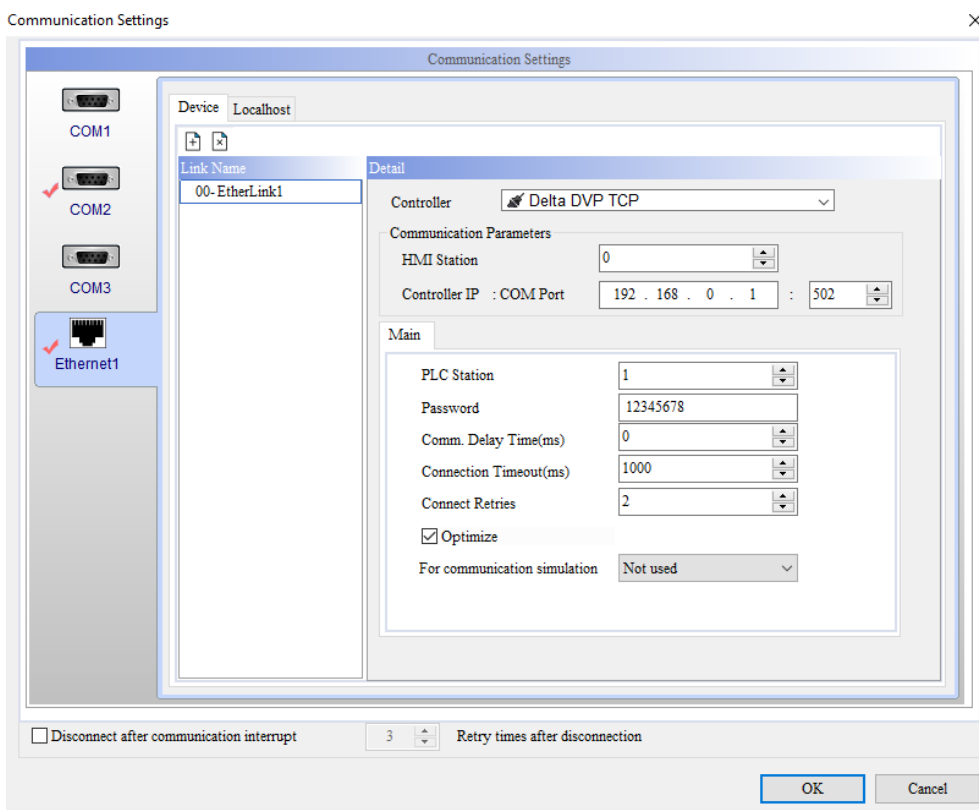 Communication Settings
Communication Settings
COM1
COM2
COM3
Ethernet1
Device Localhost
Link Name
00- EtherLink1
Detail
Controller Delta DVP TCP
Communication Parameters
HMI Station 0
Controller IP : COM Port 192 . 168 . 0 . 1 : 502
Main
PLC Station 1
Password 12345678
Comm. Delay Time(ms) 0
Connection Timeout(ms) 1000
Connect Retries 2
Optimize
For communication simulation Not used
Disconnect after communication interrupt 3 Retry times after disconnection
OK Cancel